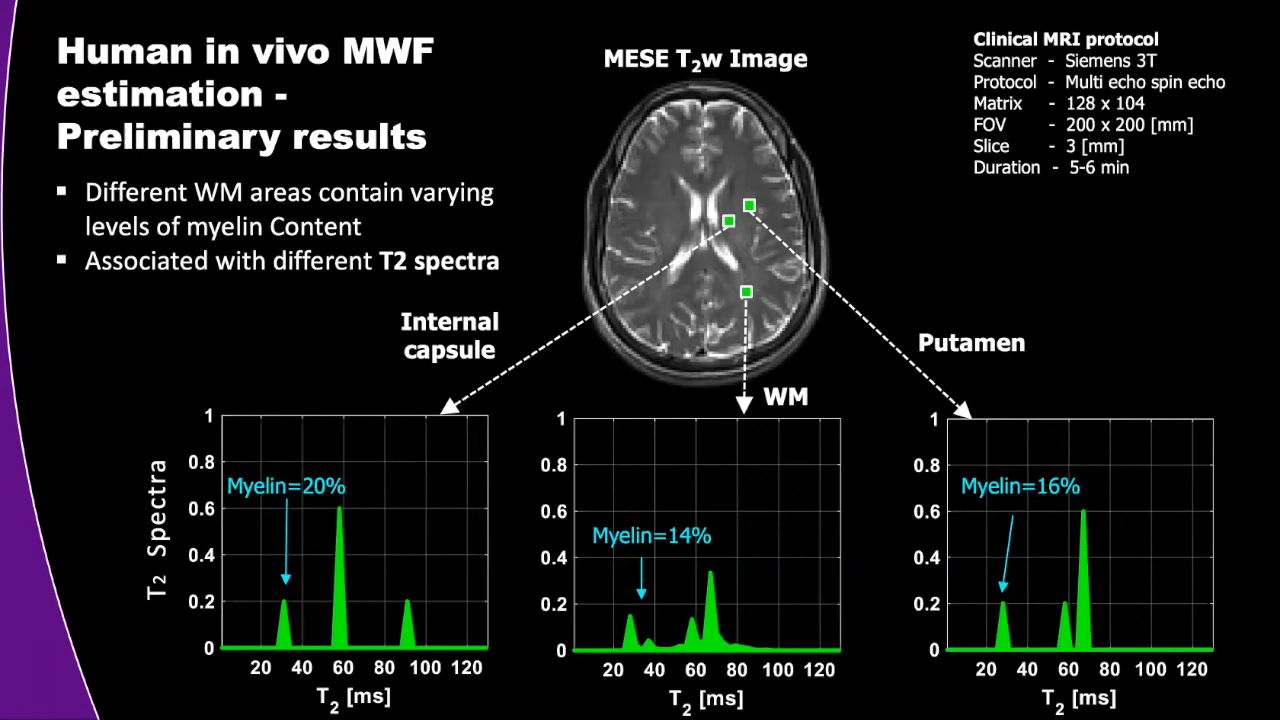 Human in vivo MWF
estimation -
Preliminary results
▪ Different WM areas contain varying
levels of myelin Content
▪ Associated with different T2 spectra
MESE T2w Image
Clinical MRI protocol
Scanner - Siemens 3T
Protocol - Multi echo spin echo
Matrix - 128 x 104
FOV - 200 x 200 [mm]
Slice - 3 [mm]
Duration - 5-6 min
Internal
capsule
WM
Putamen
T2 Spectra
1
0.8
0.6
0.4
0.2
0
Myelin=20%
20 40 60 80 100 120
T2 [ms]
1
0.8
0.6
0.4
0.2
0
Myelin=14%
20 40 60 80 100 120
T2 [ms]
1
0.8
0.6
0.4
0.2
0
Myelin=16%
20 40 60 80 100 120
T2 [ms]